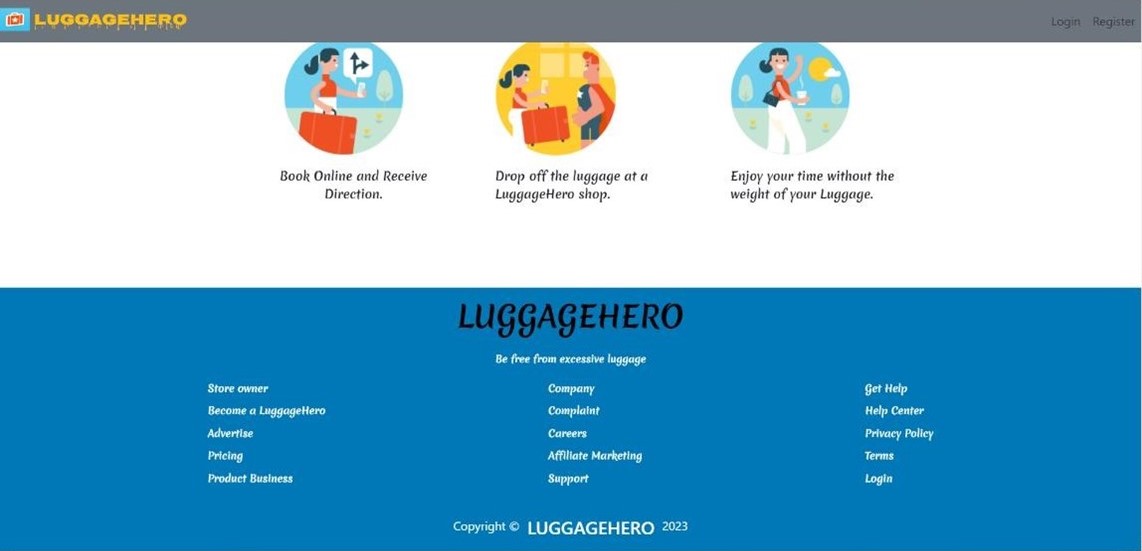 LUGGAGEHERO
Login Register
Book Online and Receive
Direction.
Drop off the luggage at a
LuggageHero shop.
Enjoy your time without the
weight of your Luggage.
LUGGAGEHERO
Be free from excessive luggage
Store owner
Become a LuggageHero
Advertise
Pricing
Product Business
Company
Complaint
Careers
Affiliate Marketing
Support
Get Help
Help Center
Privacy Policy
Terms
Login
Copyright © LUGGAGEHERO 2023